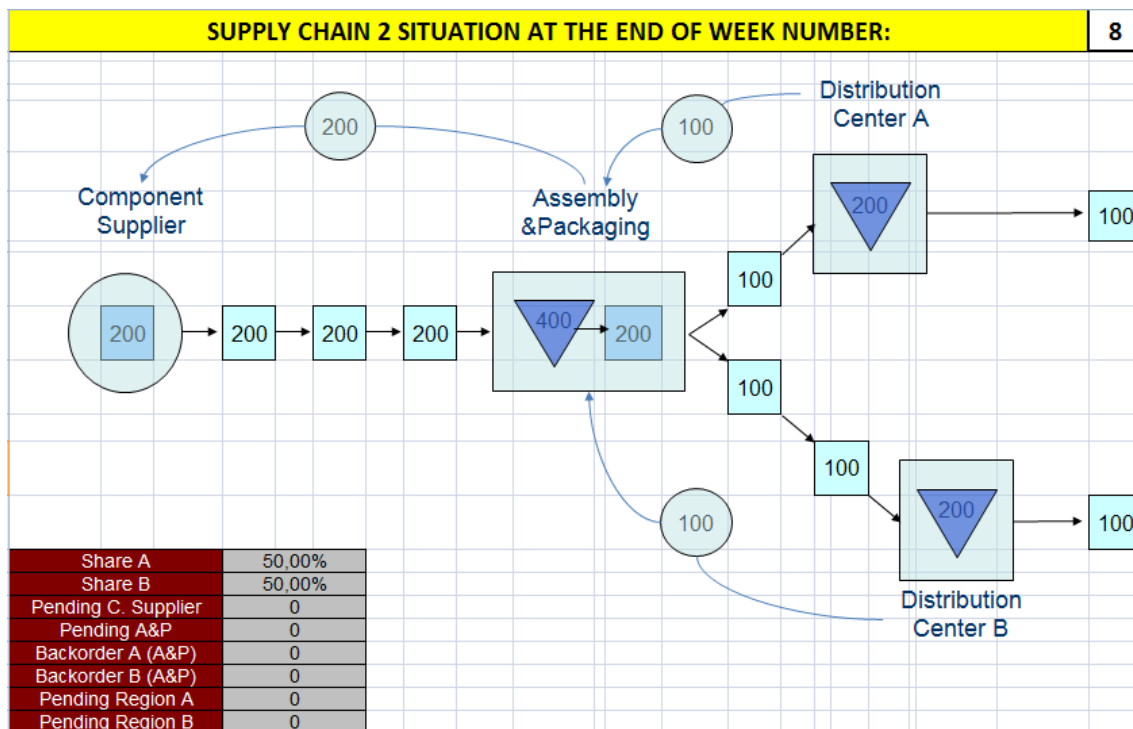 SUPPLY CHAIN 2 SITUATION AT THE END OF WEEK NUMBER: 8
Distribution
Center A
200
100
Component
Supplier
Assembly
&Packaging
200
100
100
200
200
200
200
400
200
100
100
200
100
100
Distribution
Center B
Share A 50,00%
Share B 50,00%
Pending C. Supplier 0
Pending A&P 0
Backorder A (A&P) 0
Backorder B (A&P) 0
Pending Region A 0
Pending Region B 0